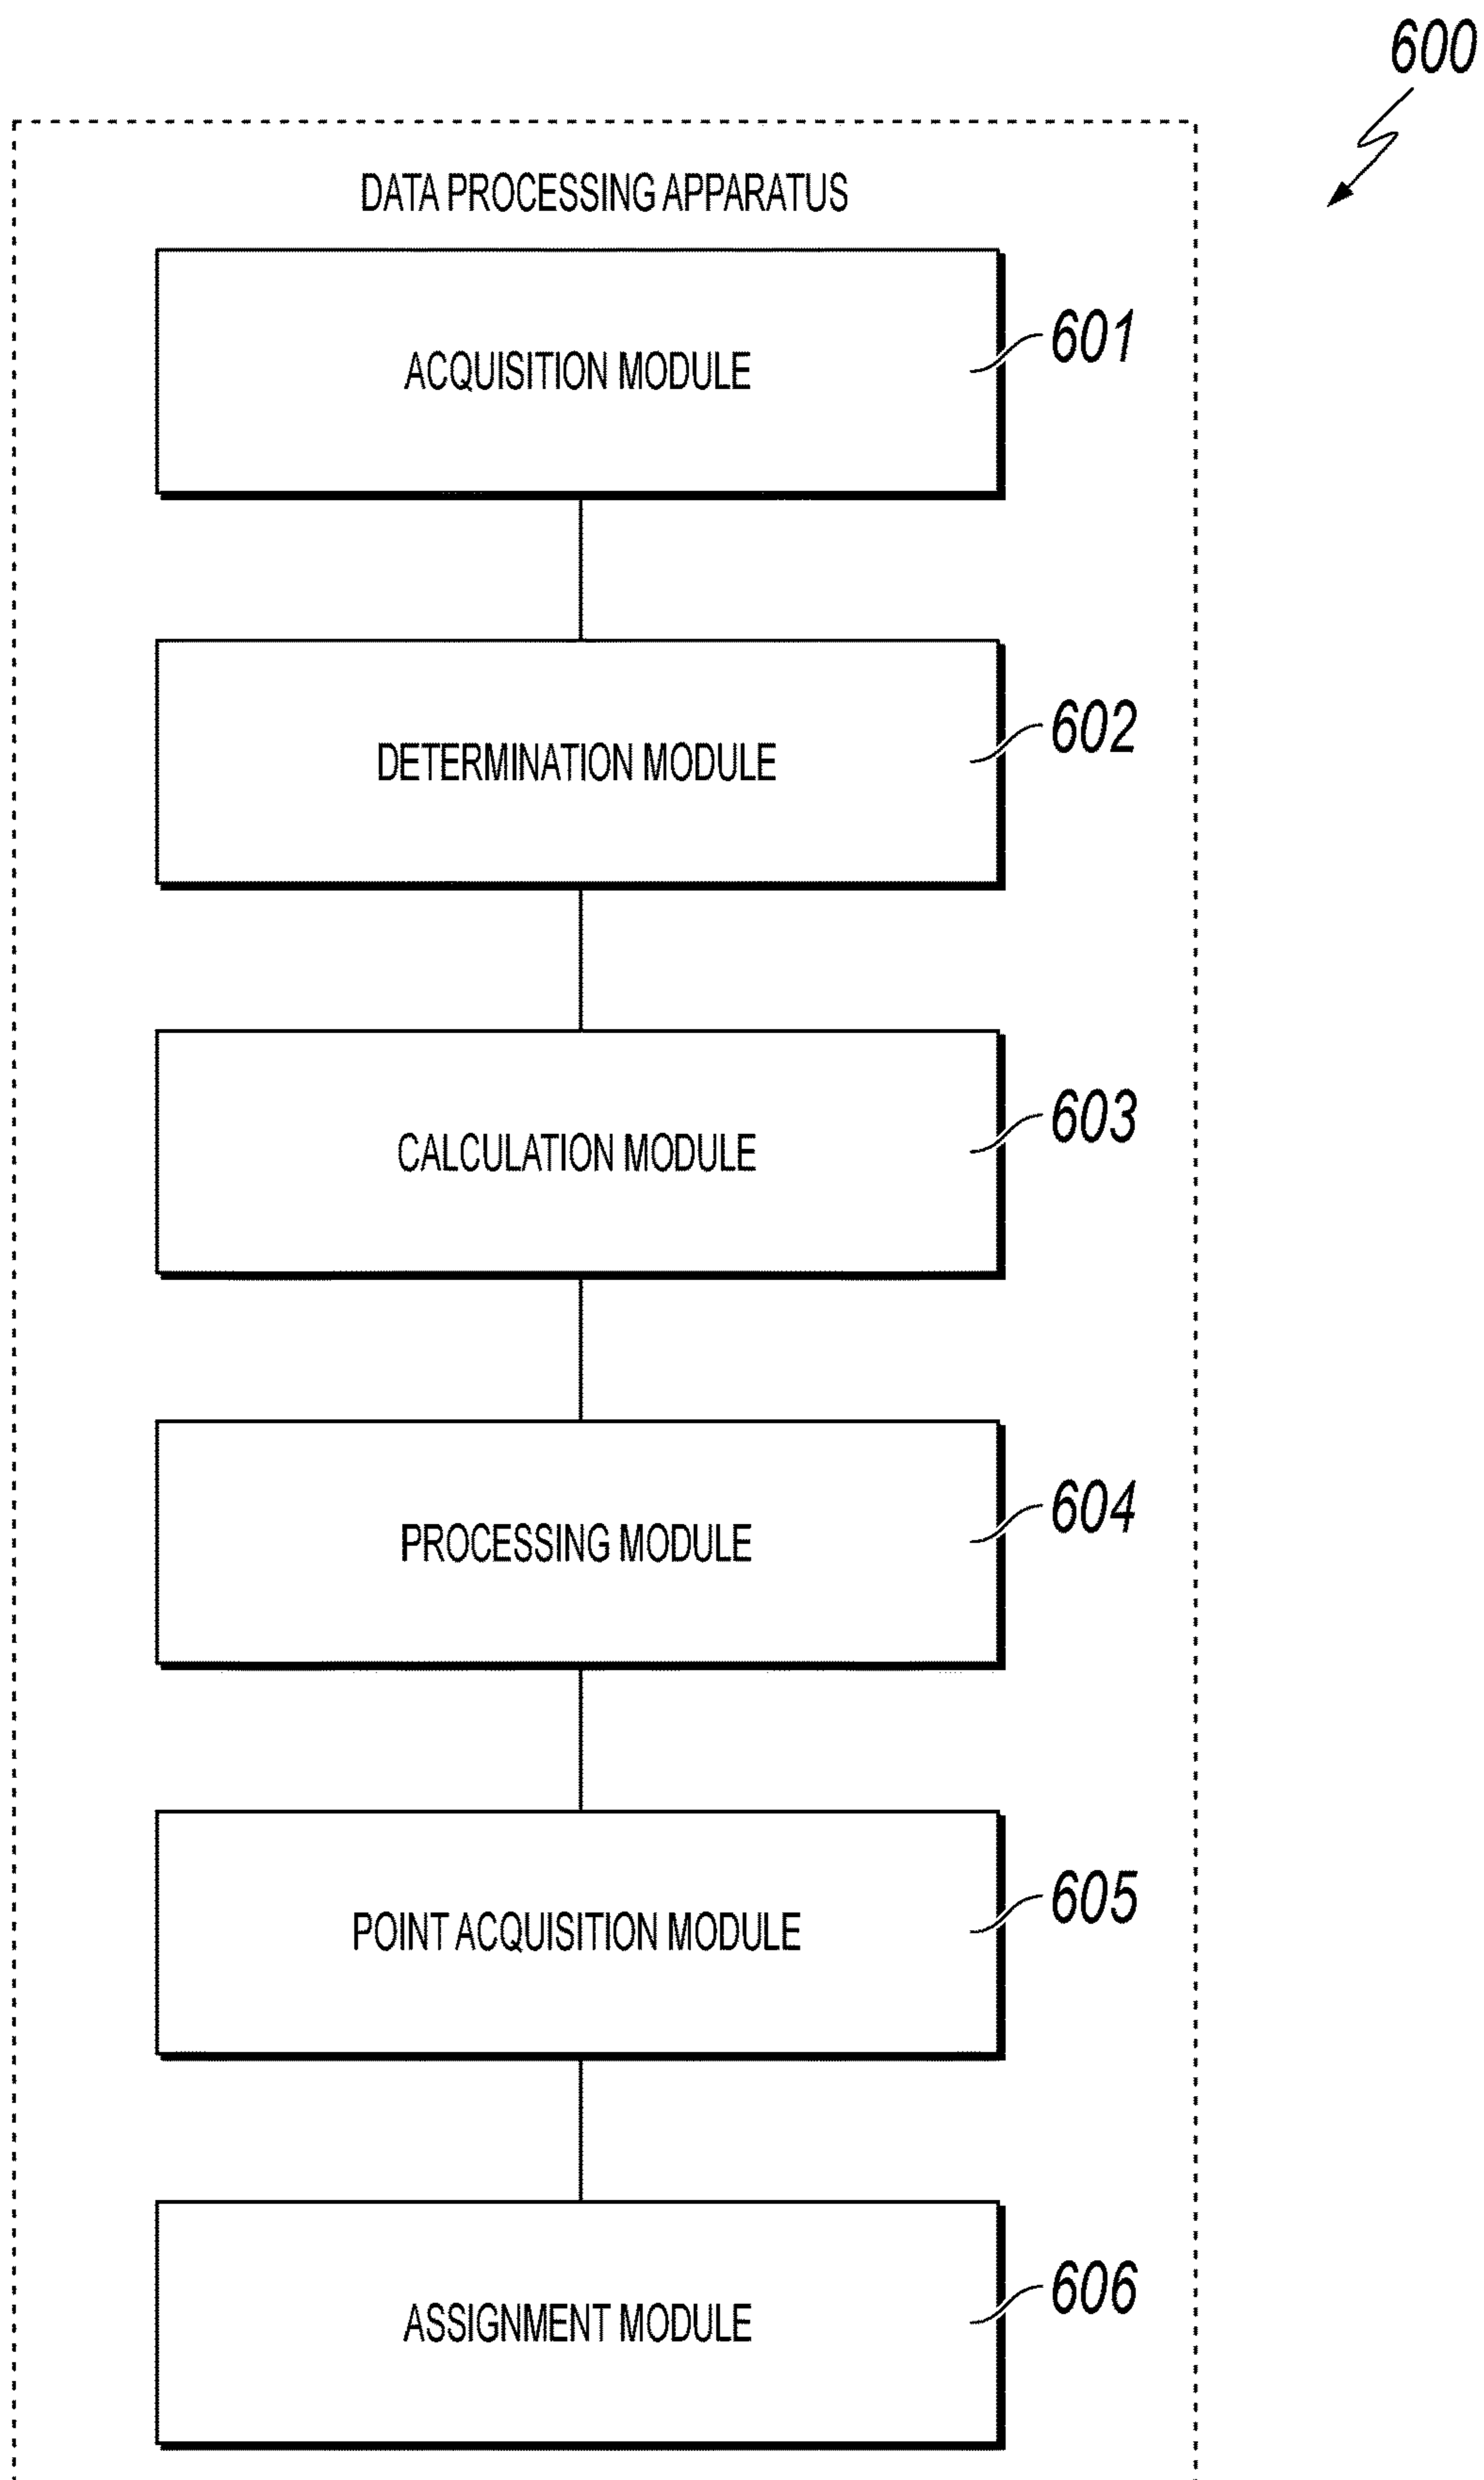 600
DATA PROCESSING APPARATUS
ACQUISITION MODULE
601
DETERMINATION MODULE
602
CALCULATION MODULE
603
PROCESSING MODULE
604
POINT ACQUISITION MODULE
605
ASSIGNMENT MODULE
606